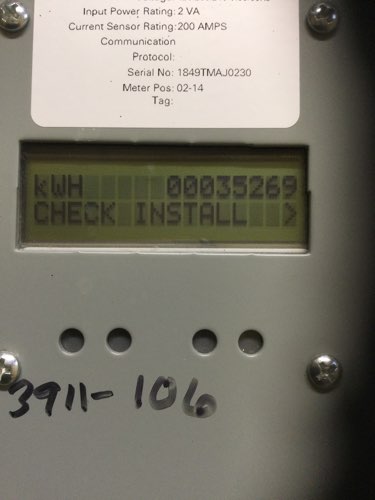 Input Power Rating: 2 VA
Current Sensor Rating: 200 AMPS
Communication
Protocol:
Serial No: 1849TMAJ0230
Meter Pos: 02-14
Tag:
kWH 00035269
CHECK INSTALL >
3911-106